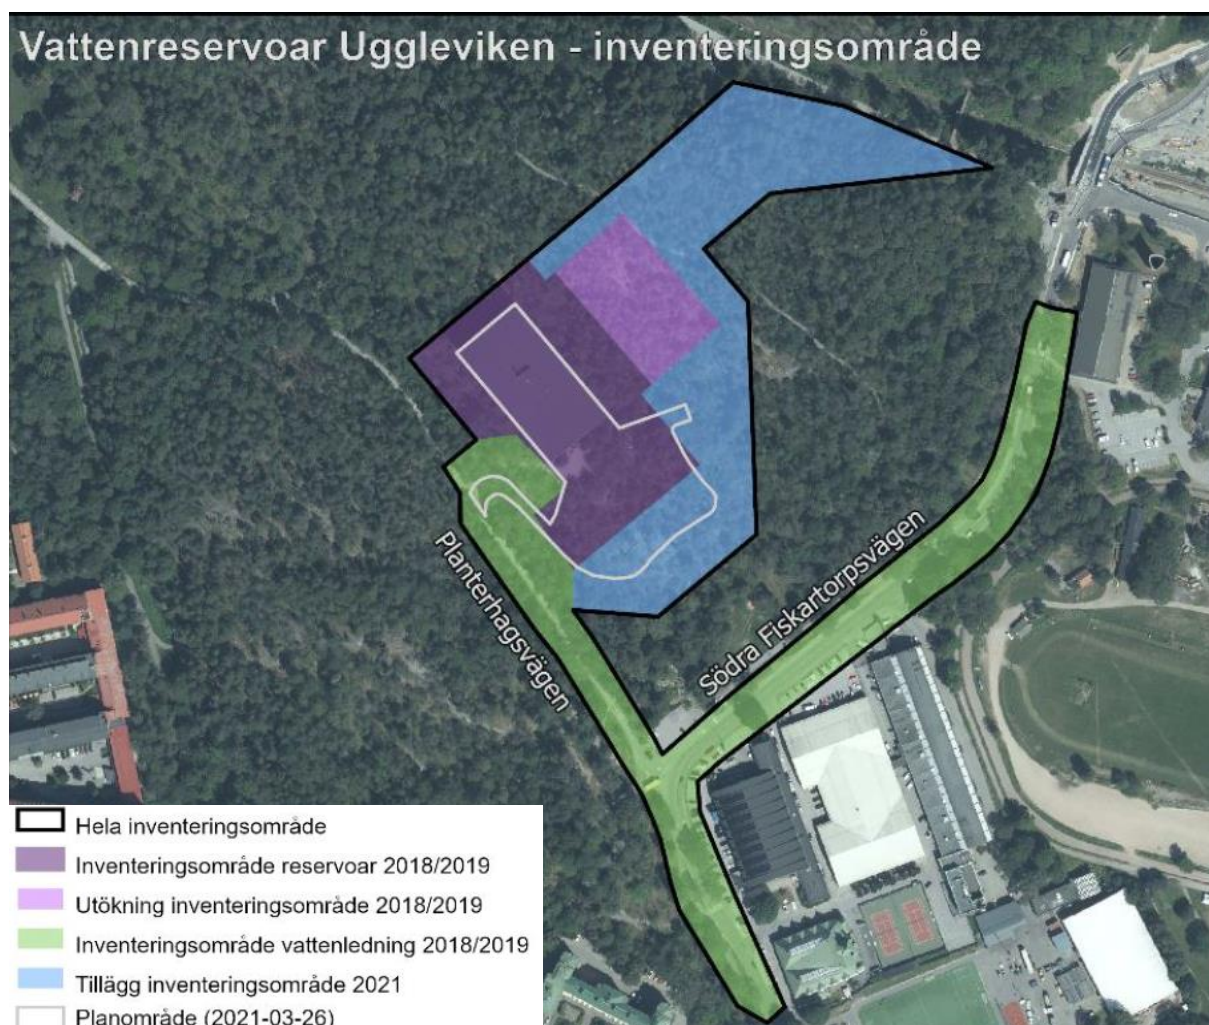 Vattenreservoar Uggleviken - inventeringsområde
Planterhagsvägen
Södra Fiskartorpsvägen
Hela inventeringsområde
Inventeringsområde reservoar 2018/2019
Utökning inventeringsområde 2018/2019
Inventeringsområde vattenledning 2018/2019
Tillägg inventeringsområde 2021
Planområde (2021-03-26)